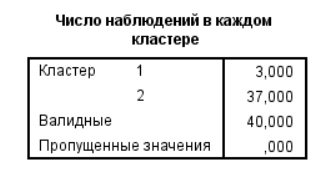 Число наблюдений в каждом
кластере
Кластер 1 3,000
2 37,000
Валидные 40,000
Пропущенные значения ,000